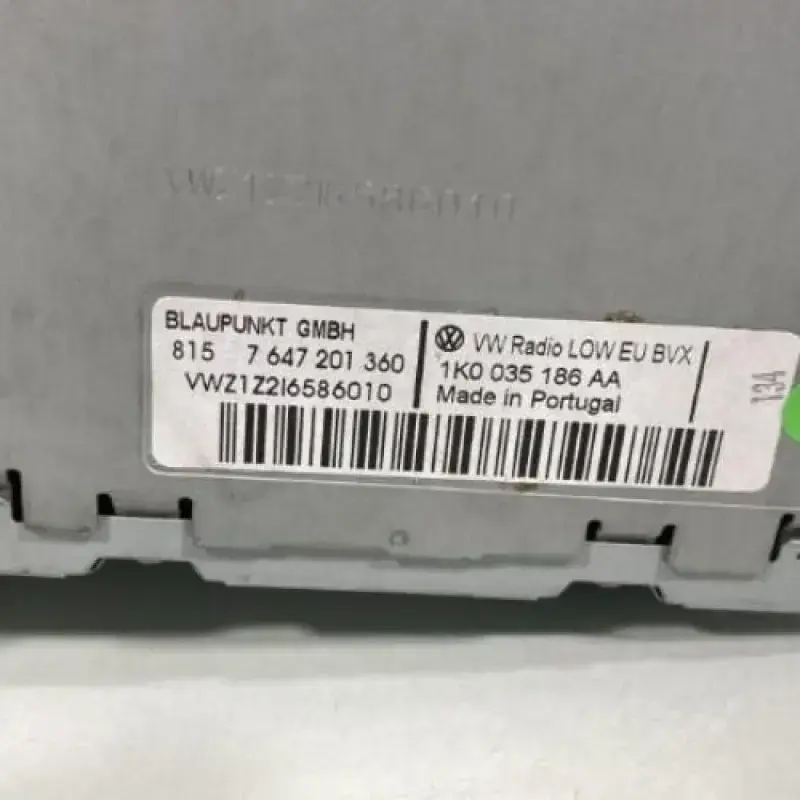 VWZ1Z2I6586010
BLAUPUNKT GMBH
815 7 647 201 360
VWZ1Z2I6586010
VW Radio LOW EU BVX
1K0 035 186 AA
Made in Portugal
134